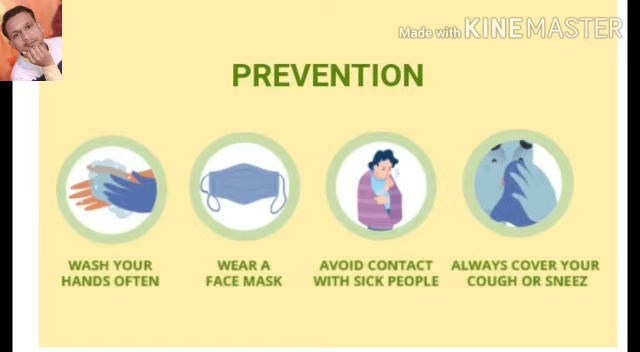 Made with KINEMASTER
PREVENTION
WASH YOUR
HANDS OFTEN
WEAR A
FACE MASK
AVOID CONTACT
WITH SICK PEOPLE
ALWAYS COVER YOUR
COUGH OR SNEEZ